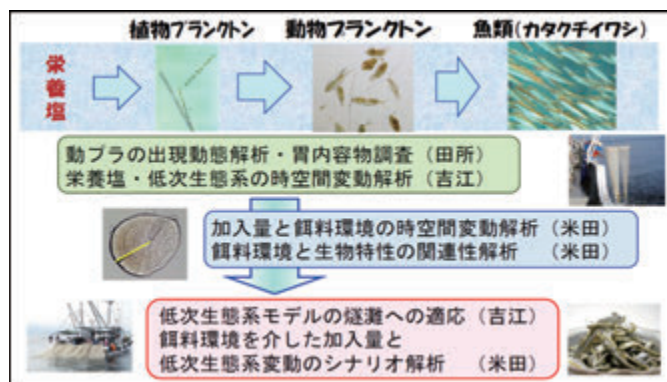 植物プランクトン 動物プランクトン 魚類(カタクチイワシ)
栄養塩
動プラの出現動態解析・胃内容物調査(田所)
栄養塩・低次生態系の時空間変動解析(吉江)
加入量と餌料環境の時空間変動解析(米田)
餌料環境と生物特性の関連性解析(米田)
低次生態系モデルの燧灘への適応(吉江)
餌料環境を介した加入量と
低次生態系変動のシナリオ解析(米田)